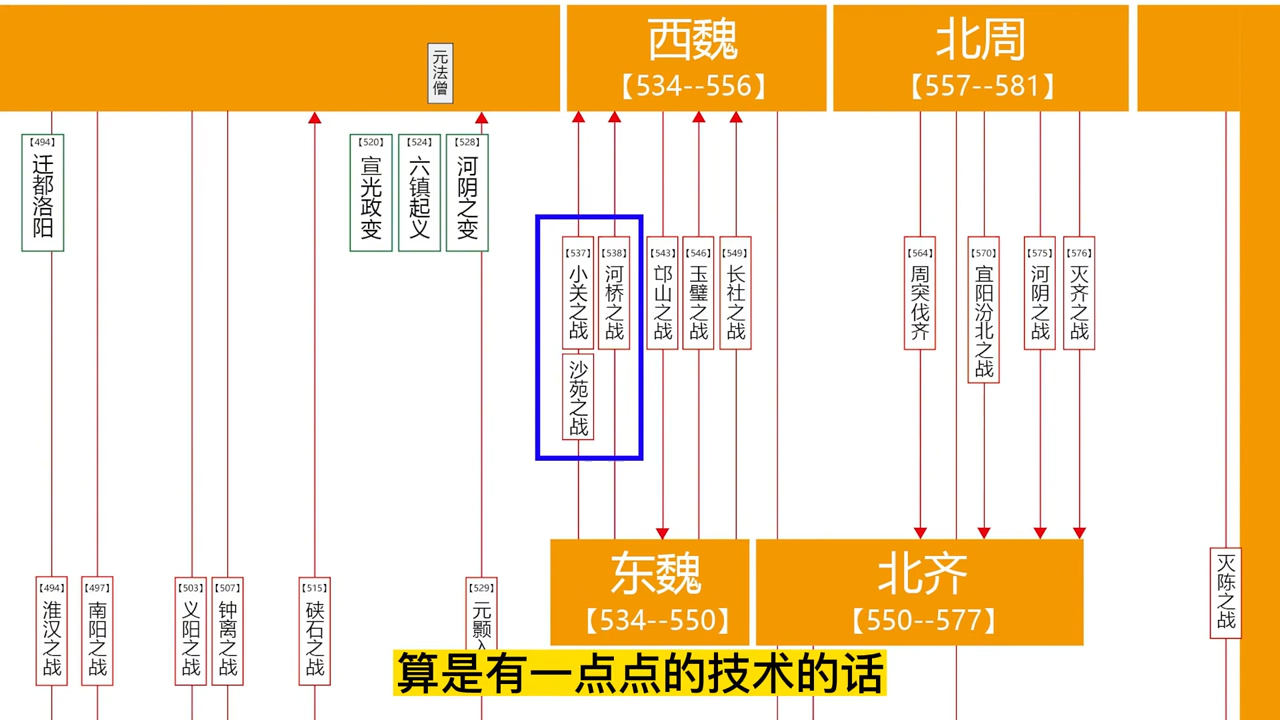 西魏
【534--556】
北周
【557--581】
元法僧
【494】
迁都洛阳
【520】
宣光政变
【524】
六镇起义
【528】
河阴之变
【537】
小关之战
沙苑之战
【538】
河桥之战
【543】
邙山之战
【546】
玉璧之战
【549】
长社之战
【564】
周突伐齐
【570】
宜阳汾北之战
【575】
河阴之战
【576】
灭齐之战
东魏
【534--550】
北齐
【550--577】
【494】
淮汉之战
【497】
南阳之战
【503】
义阳之战
【507】
钟离之战
【515】
硖石之战
【529】
元颢入
灭陈之战
算是有一点点的技术的话